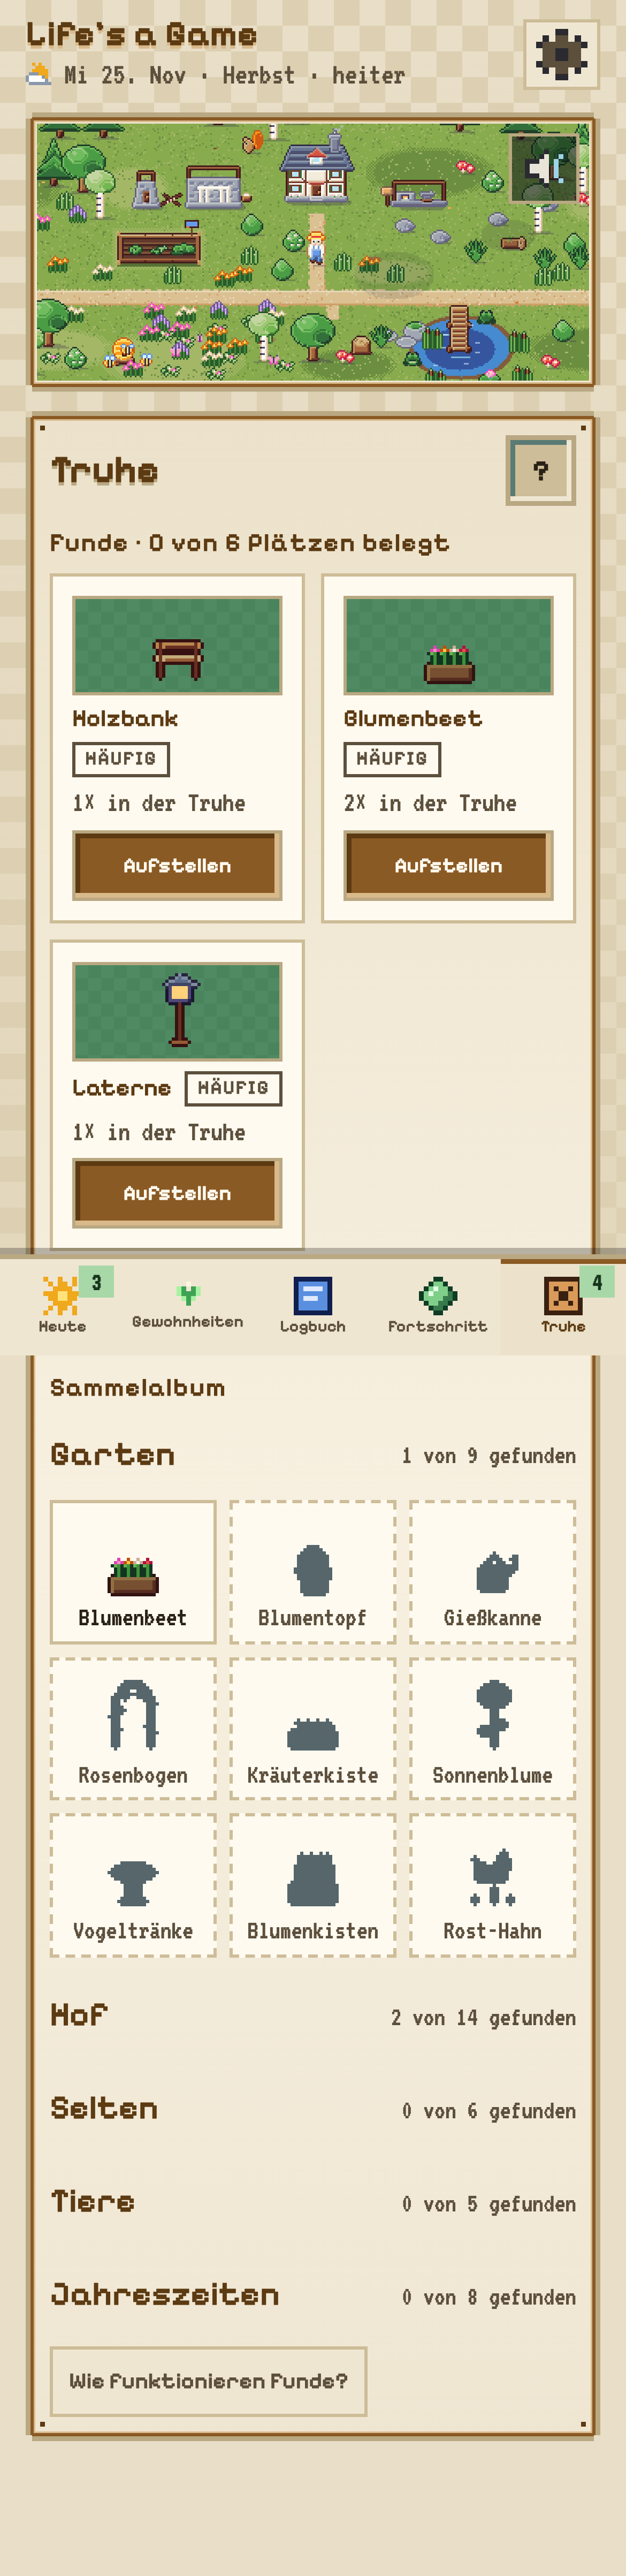 Life's a Game
Mi 25. Nov · Herbst · heiter
Truhe
?
Funde · 0 von 6 Plätzen belegt
Holzbank
HÄUFIG
1X in der Truhe
Aufstellen
Blumenbeet
HÄUFIG
2X in der Truhe
Aufstellen
Laterne HÄUFIG
1X in der Truhe
Aufstellen
3
Heute
Gewohnheiten
Logbuch
Fortschritt
4
Truhe
Sammelalbum
Garten 1 von 9 gefunden
Blumenbeet
Blumentopf
Gießkanne
Rosenbogen
Kräuterkiste
Sonnenblume
Vogeltränke
Blumenkisten
Rost-Hahn
Hof 2 von 14 gefunden
Selten 0 von 6 gefunden
Tiere 0 von 5 gefunden
Jahreszeiten 0 von 8 gefunden
Wie funktionieren Funde?